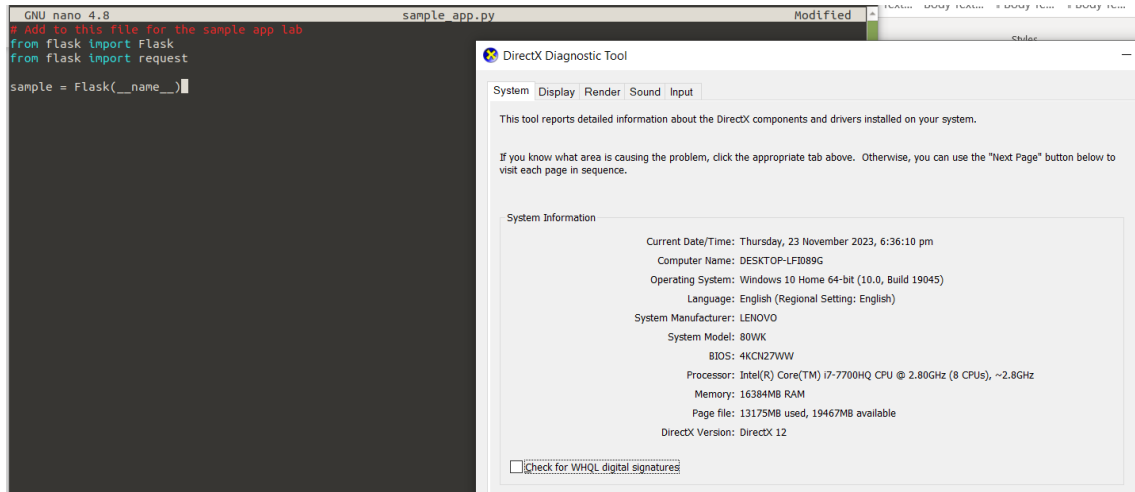 GNU nano 4.8 sample_app.py Modified
# Add to this file for the sample app lab
from flask import Flask
from flask import request
sample = Flask(__name__)
Styles
DirectX Diagnostic Tool
System Display Render Sound Input
This tool reports detailed information about the DirectX components and drivers installed on your system.
If you know what area is causing the problem, click the appropriate tab above. Otherwise, you can use the "Next Page" button below to
visit each page in sequence.
System Information
Current Date/Time: Thursday, 23 November 2023, 6:36:10 pm
Computer Name: DESKTOP-LFI089G
Operating System: Windows 10 Home 64-bit (10.0, Build 19045)
Language: English (Regional Setting: English)
System Manufacturer: LENOVO
System Model: 80WK
BIOS: 4KCN27WW
Processor: Intel(R) Core(TM) i7-7700HQ CPU @ 2.80GHz (8 CPUs), ~2.8GHz
Memory: 16384MB RAM
Page file: 13175MB used, 19467MB available
DirectX Version: DirectX 12
Check for WHQL digital signatures